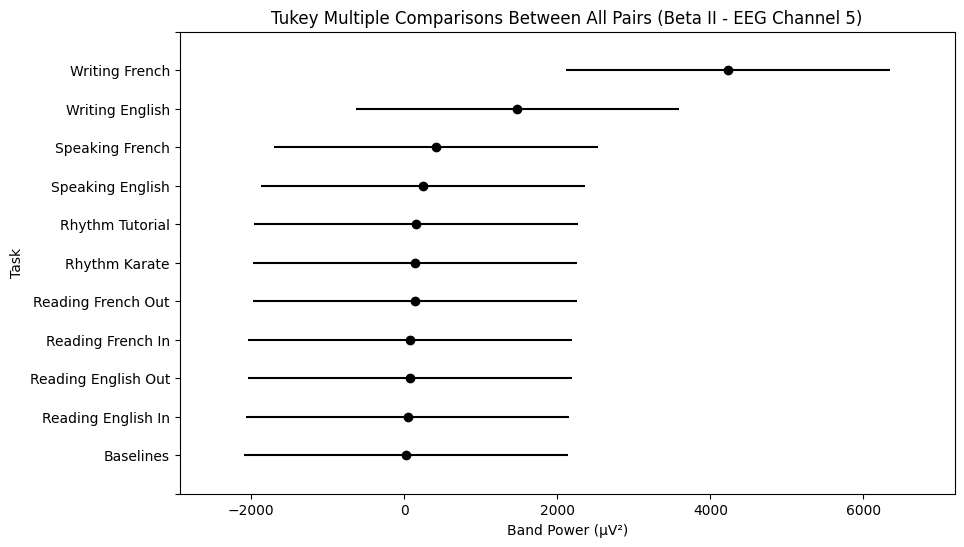 Tukey Multiple Comparisons Between All Pairs (Beta II - EEG Channel 5)
Writing French
Writing English
Speaking French
Speaking English
Rhythm Tutorial
Rhythm Karate
Reading French Out
Reading French In
Reading English Out
Reading English In
Baselines
Task
−2000 0 2000 4000 6000
Band Power (μV²)